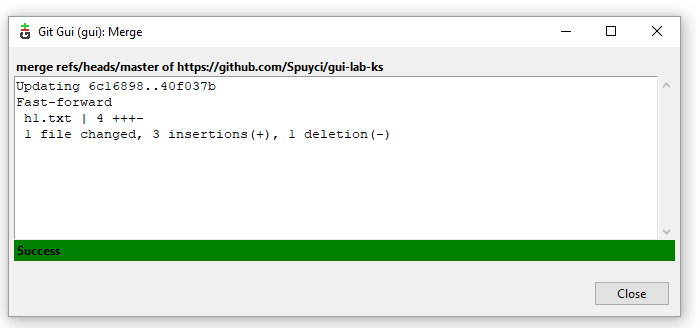 Git Gui (gui): Merge
merge refs/heads/master of https://github.com/Spuyci/gui-lab-ks
Updating 6c16898..40f037b
Fast-forward
 h1.txt | 4 +++-
 1 file changed, 3 insertions(+), 1 deletion(-)
Success
Close